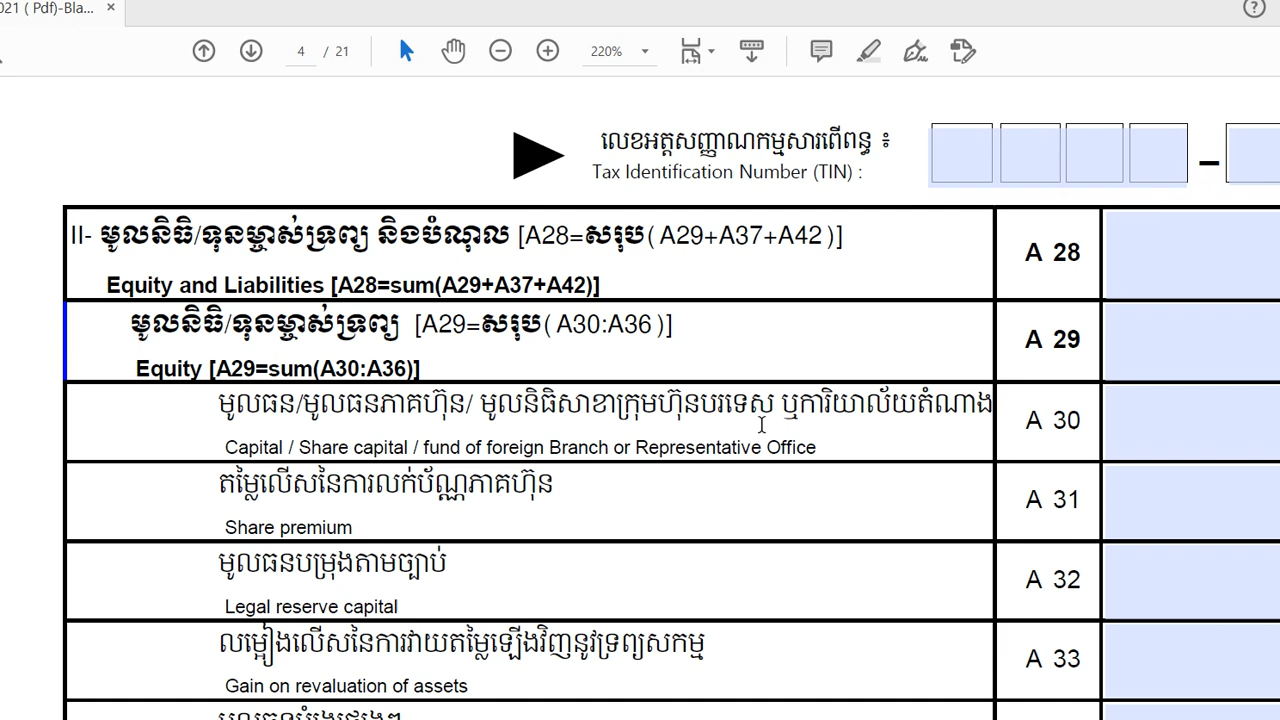 021 ( Pdf)-Bla... ×
4 / 21 220%
លេខអត្តសញ្ញាណកម្មសារពើពន្ធ ៖
Tax Identification Number (TIN) :
II- មូលនិធិ/ទុនម្ចាស់ទ្រព្យ និងបំណុល [A28=សរុប(A29+A37+A42)]
A 28
Equity and Liabilities [A28=sum(A29+A37+A42)]
មូលនិធិ/ទុនម្ចាស់ទ្រព្យ [A29=សរុប(A30:A36)]
A 29
Equity [A29=sum(A30:A36)]
មូលធន/មូលធនភាគហ៊ុន/ មូលនិធិសាខាក្រុមហ៊ុនបរទេស ឬការិយាល័យតំណាង
A 30
Capital / Share capital / fund of foreign Branch or Representative Office
តម្លៃលើសនៃការលក់ប័ណ្ណភាគហ៊ុន
A 31
Share premium
មូលធនបម្រុងតាមច្បាប់
A 32
Legal reserve capital
លម្អៀងលើសនៃការវាយតម្លៃឡើងវិញនូវទ្រព្យសកម្ម
A 33
Gain on revaluation of assets